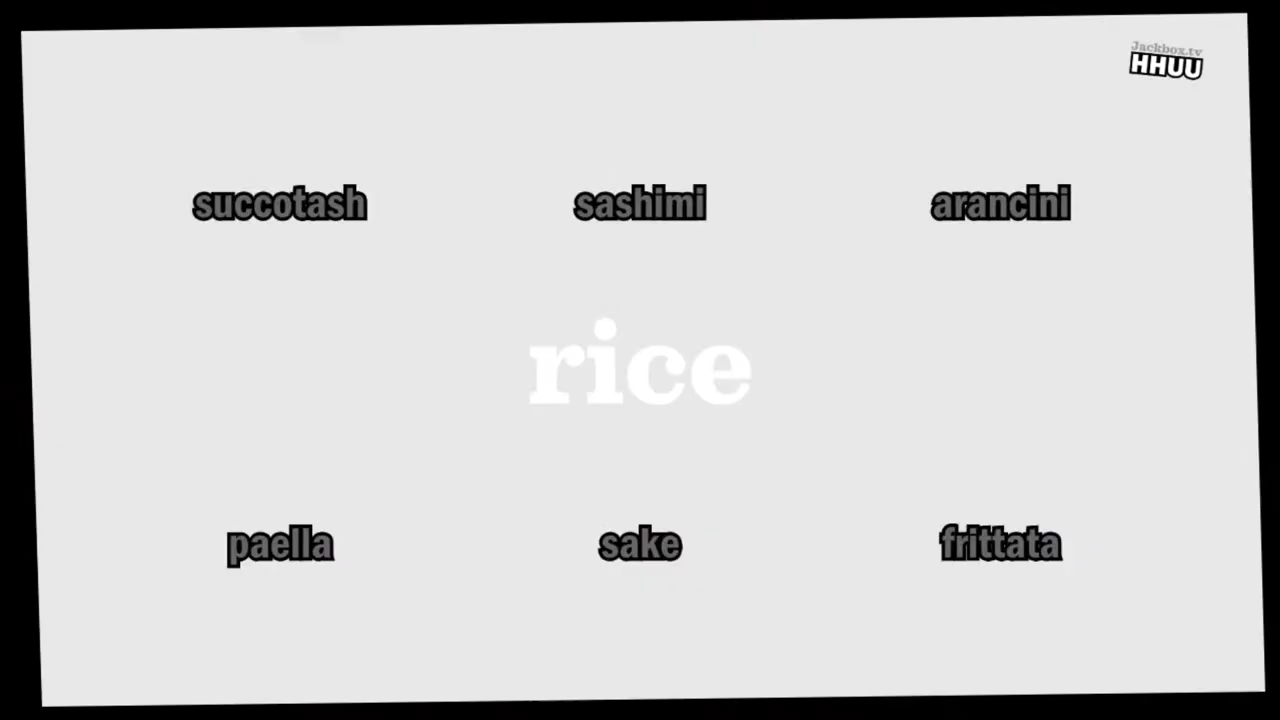 Jackbox.tv
HHUU
succotash sashimi arancini
rice
paella sake frittata